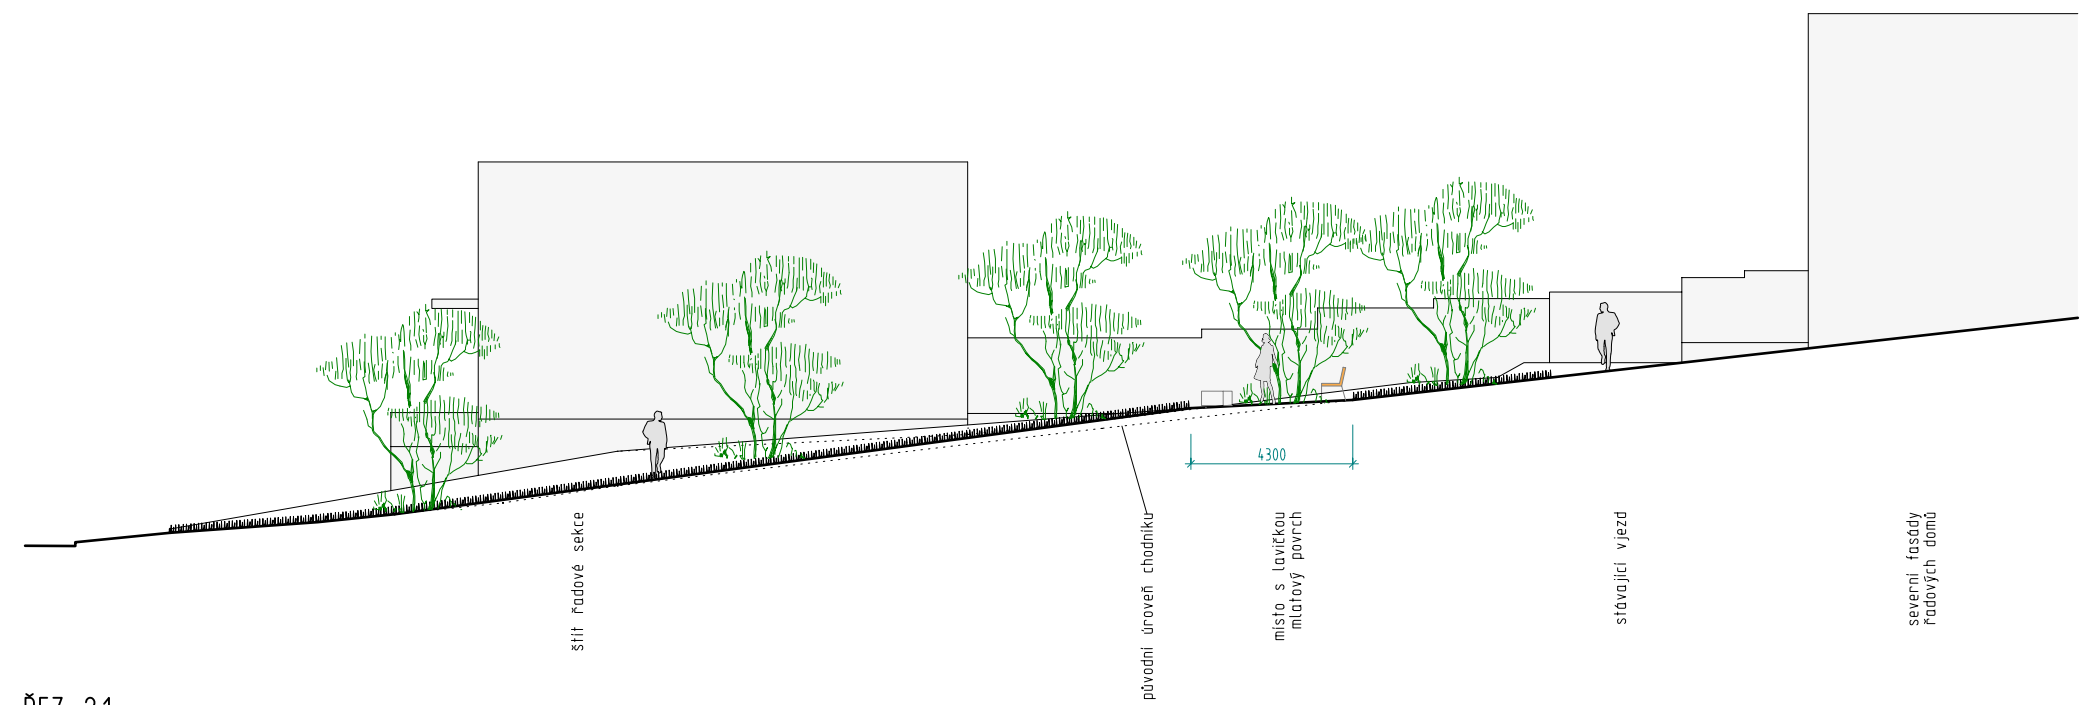 4300
štít řadové sekce
původní úroveň chodníku
místo s lavičkou
mlatový povrch
stávající vjezd
severní fasády
řadových domů